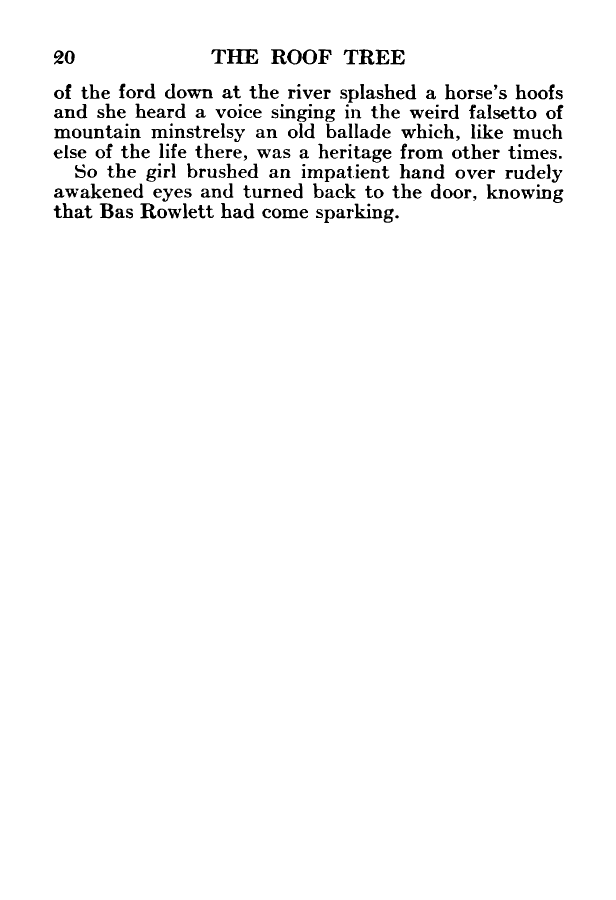 20 THE ROOF TREE
of the ford down at the river splashed a horse's hoofs
and she heard a voice singing in the weird falsetto of
mountain minstrelsy an old ballade which, like much
else of the life there, was a heritage from other times.
So the girl brushed an impatient hand over rudely
awakened eyes and turned back to the door, knowing
that Bas Rowlett had come sparking.